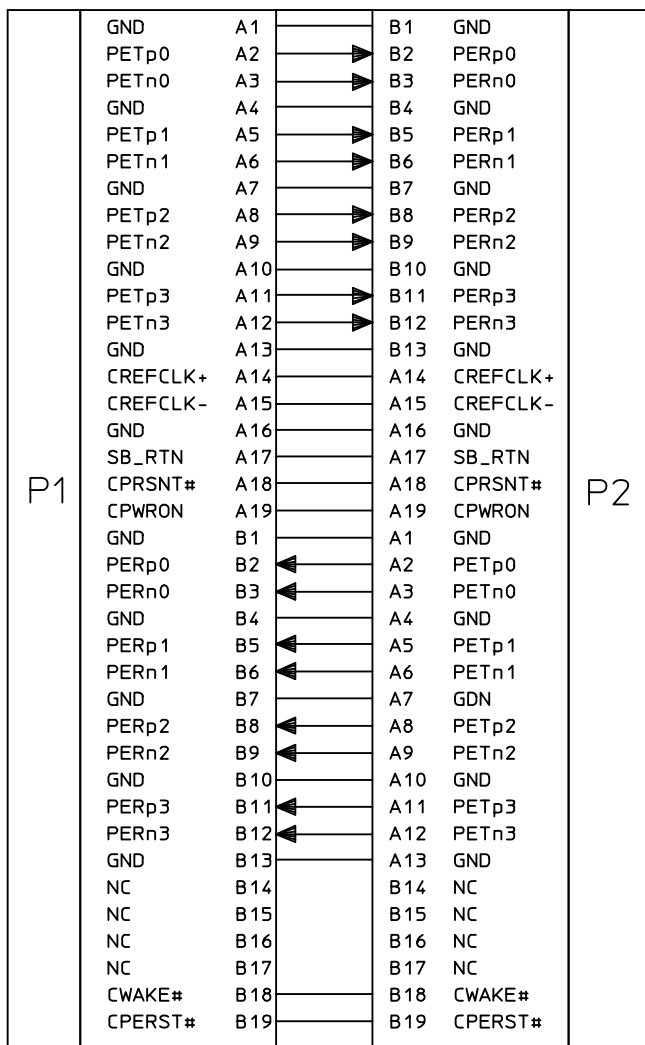 GND A1 B1 GND
PETp0 A2 B2 PERp0
PETn0 A3 B3 PERn0
GND A4 B4 GND
PETp1 A5 B5 PERp1
PETn1 A6 B6 PERn1
GND A7 B7 GND
PETp2 A8 B8 PERp2
PETn2 A9 B9 PERn2
GND A10 B10 GND
PETp3 A11 B11 PERp3
PETn3 A12 B12 PERn3
GND A13 B13 GND
CREFCLK+ A14 A14 CREFCLK+
CREFCLK- A15 A15 CREFCLK-
GND A16 A16 GND
SB_RTN A17 A17 SB_RTN
P1 CPRSNT# A18 A18 CPRSNT# P2
CPWRON A19 A19 CPWRON
GND B1 A1 GND
PERp0 B2 A2 PETp0
PERn0 B3 A3 PETn0
GND B4 A4 GND
PERp1 B5 A5 PETp1
PERn1 B6 A6 PETn1
GND B7 A7 GDN
PERp2 B8 A8 PETp2
PERn2 B9 A9 PETn2
GND B10 A10 GND
PERp3 B11 A11 PETp3
PERn3 B12 A12 PETn3
GND B13 A13 GND
NC B14 B14 NC
NC B15 B15 NC
NC B16 B16 NC
NC B17 B17 NC
CWAKE# B18 B18 CWAKE#
CPERST# B19 B19 CPERST#